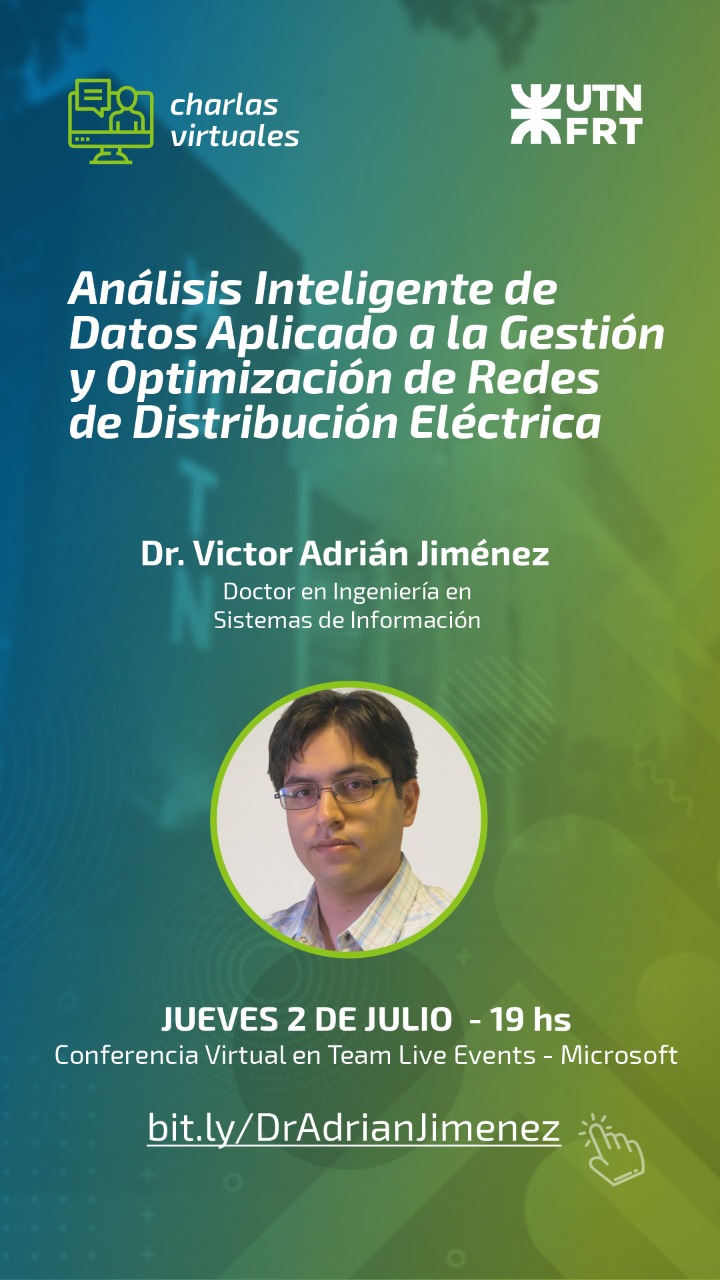 charlas
virtuales
UTN
FRT
Análisis Inteligente de
Datos Aplicado a la Gestión
y Optimización de Redes
de Distribución Eléctrica
Dr. Victor Adrián Jiménez
Doctor en Ingeniería en
Sistemas de Información
JUEVES 2 DE JULIO - 19 hs
Conferencia Virtual en Team Live Events - Microsoft
bit.ly/DrAdrianJimenez